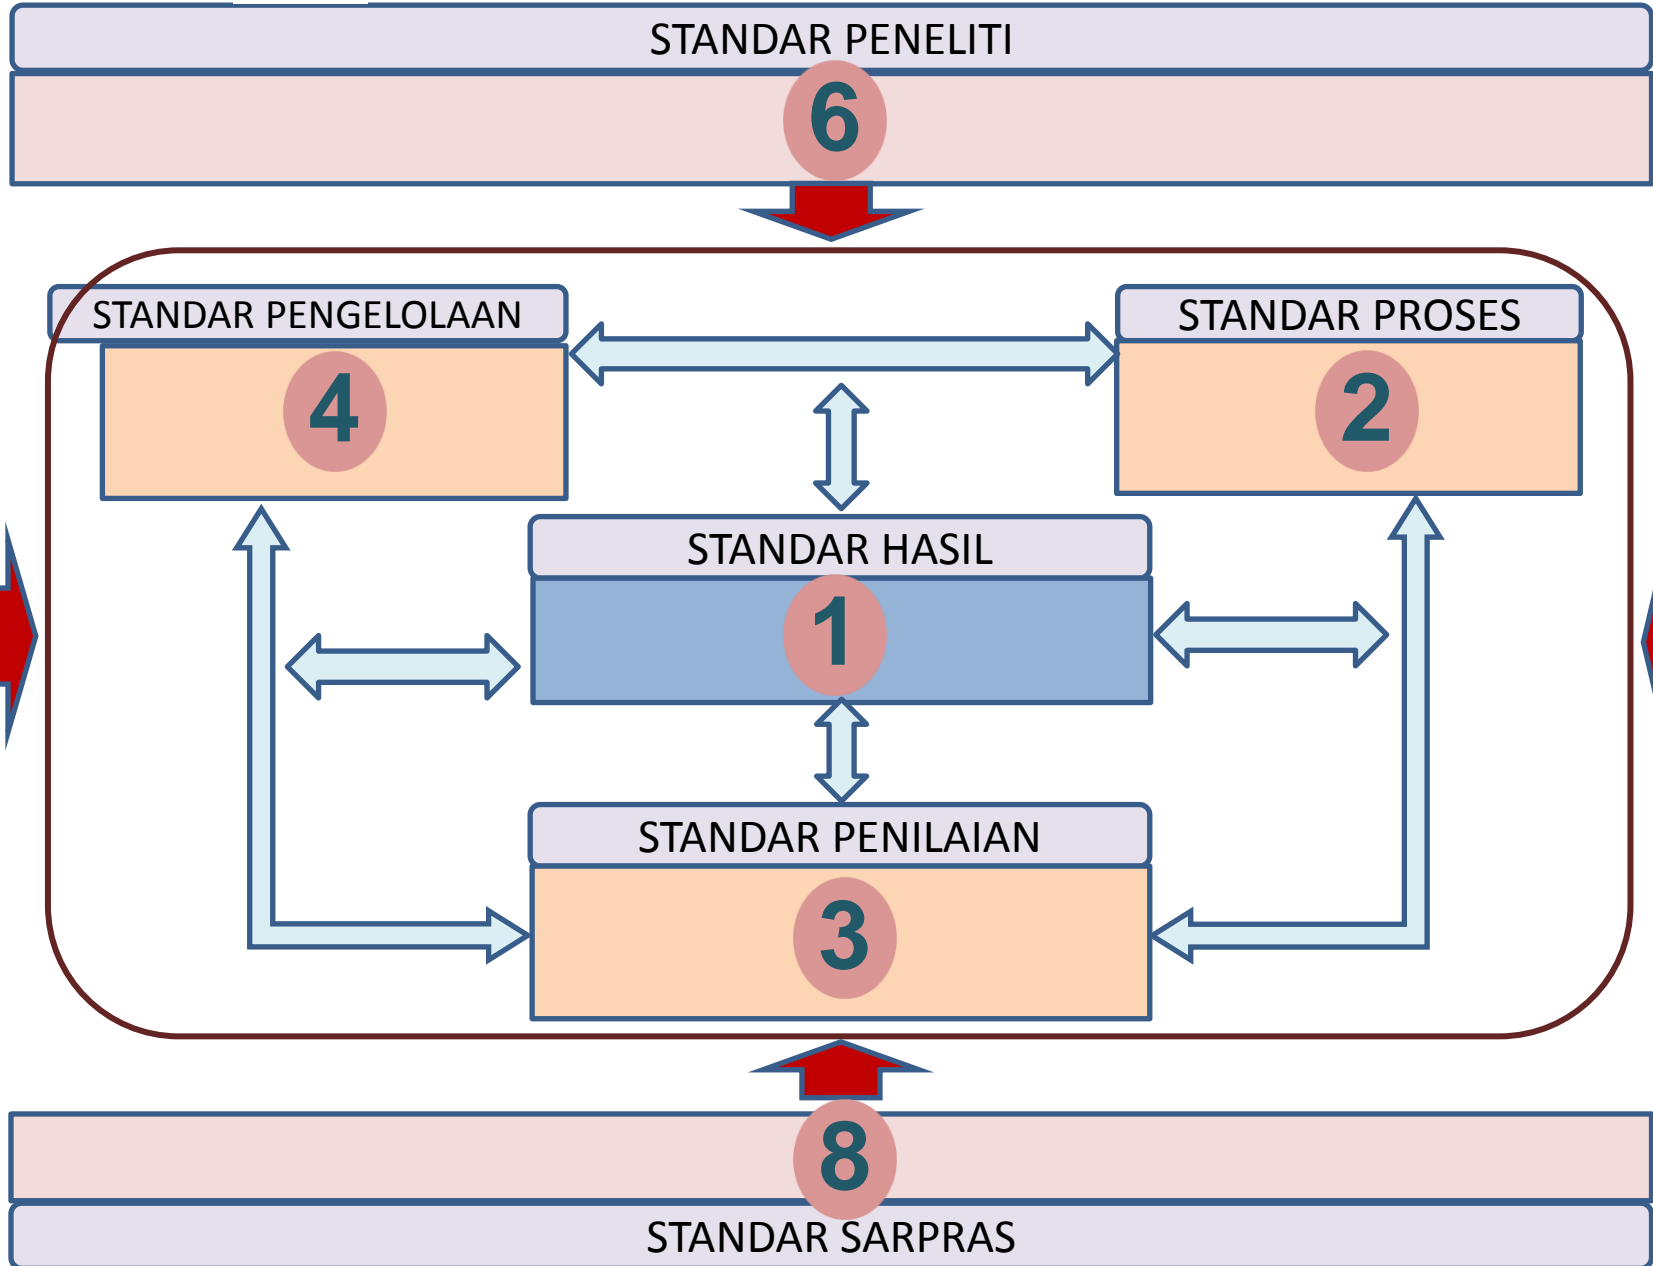 STANDAR PENELITI
6
STANDAR PENGELOLAAN
4
STANDAR PROSES
2
STANDAR HASIL
1
STANDAR PENILAIAN
3
8
STANDAR SARPRAS